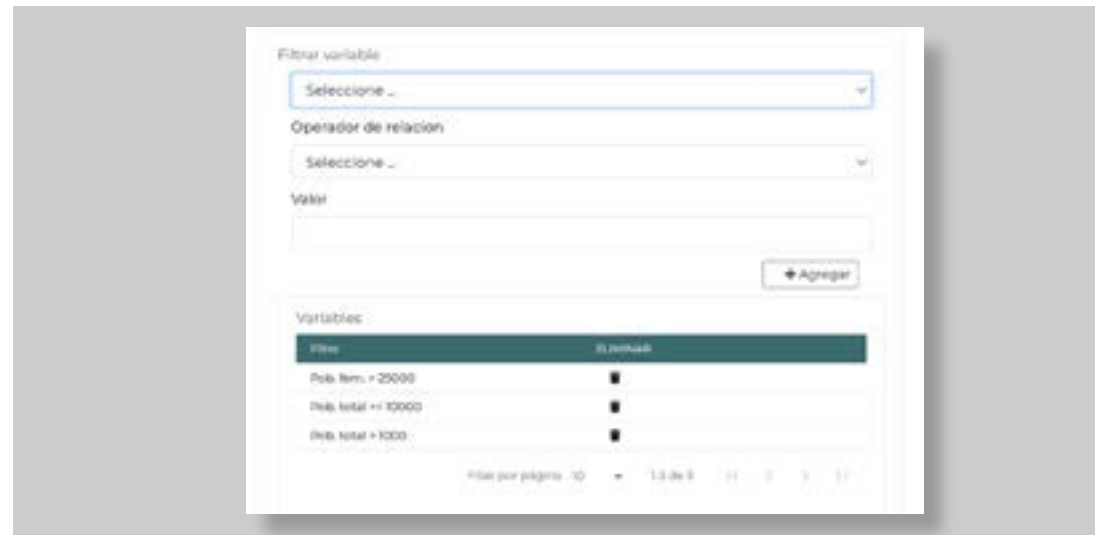 Filtrar variable
Seleccione ...
Operador de relacion
Seleccione ...
Valor
+ Agregar
Variables
Filtro ELIMINAR
Pob. fem. 25000
Pob. total 10000
Pob. total 1000
Filas por página 10 1-3 de 3